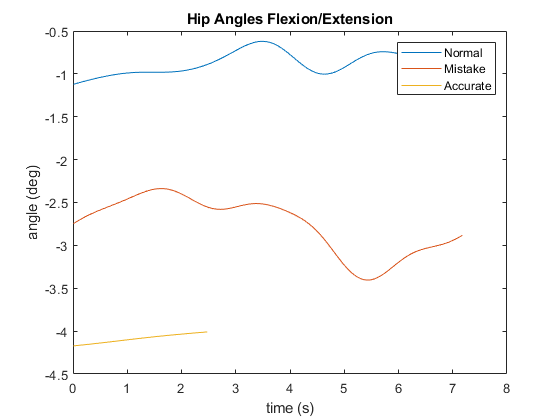 Hip Angles Flexion/Extension
-0.5
-1
-1.5
-2
-2.5
-3
-3.5
-4
-4.5
angle (deg)
Normal
Mistake
Accurate
0 1 2 3 4 5 6 7 8
time (s)